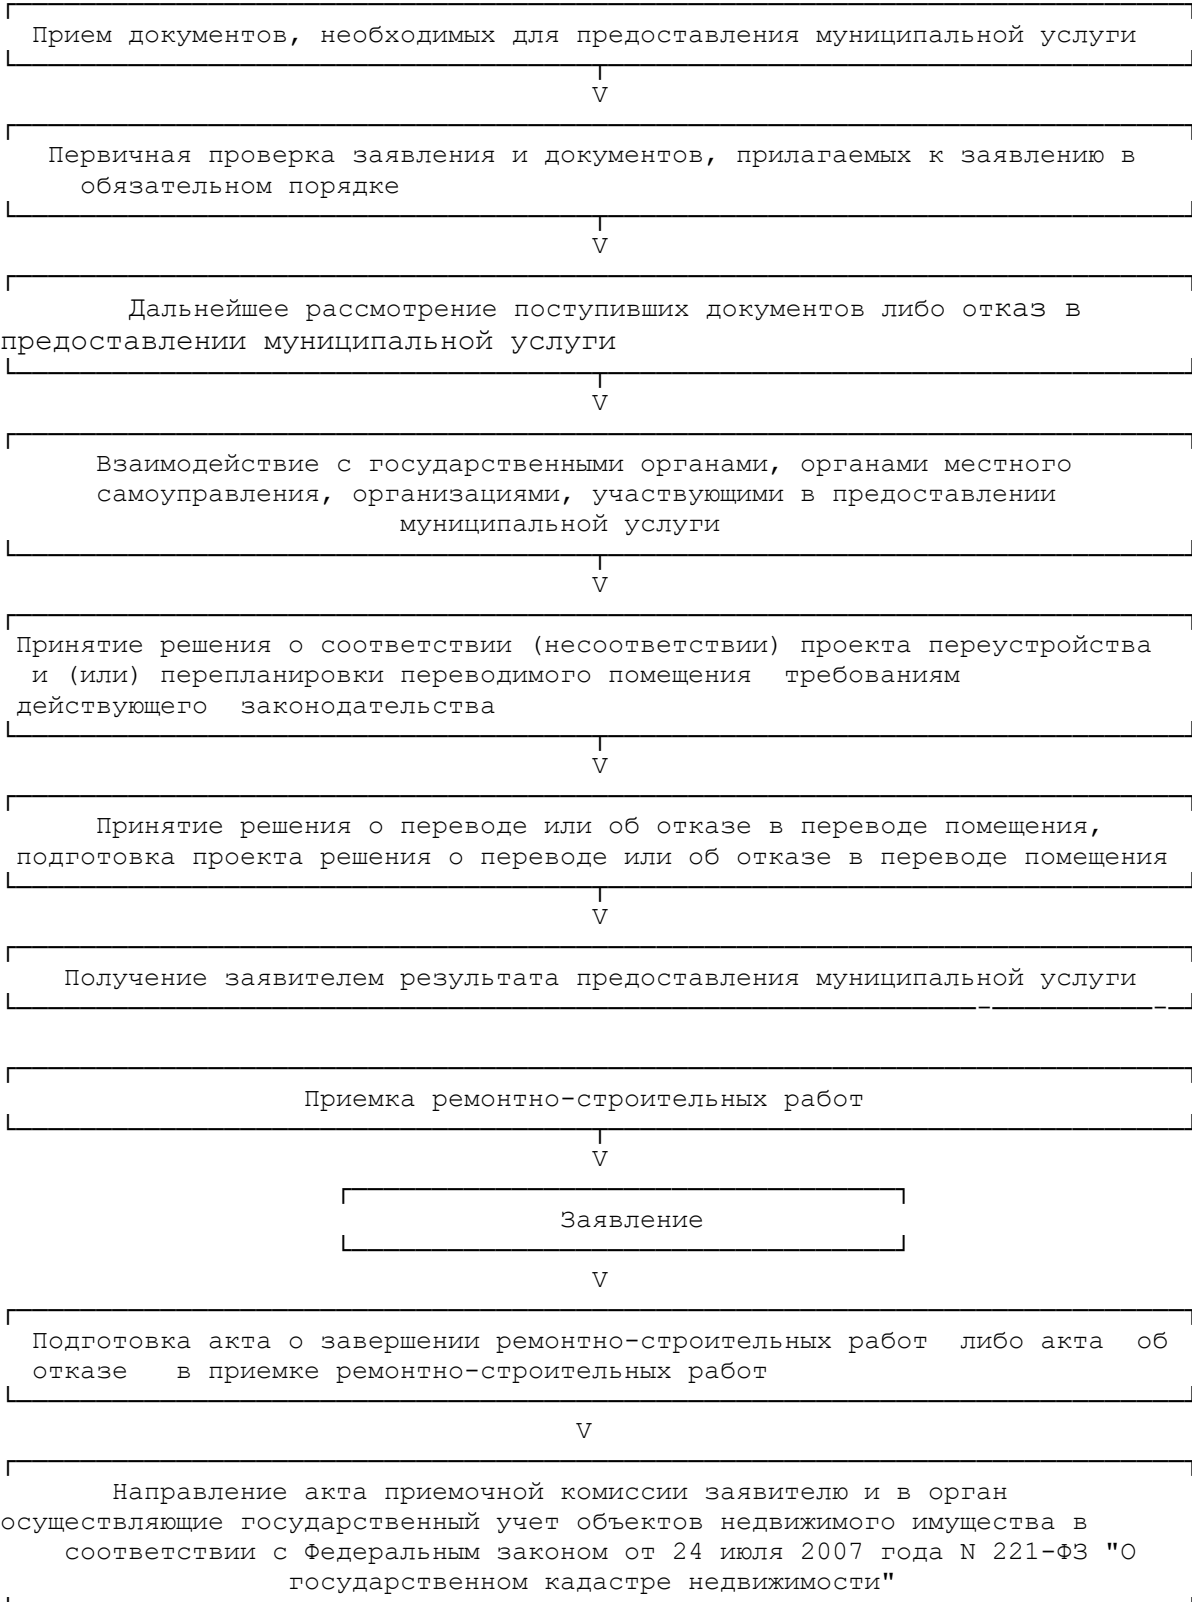 Прием документов, необходимых для предоставления муниципальной услуги
V
Первичная проверка заявления и документов, прилагаемых к заявлению в
обязательном порядке
V
Дальнейшее рассмотрение поступивших документов либо отказ в
предоставлении муниципальной услуги
V
Взаимодействие с государственными органами, органами местного
самоуправления, организациями, участвующими в предоставлении
муниципальной услуги
V
Принятие решения о соответствии (несоответствии) проекта переустройства
и (или) перепланировки переводимого помещения требованиям
действующего законодательства
V
Принятие решения о переводе или об отказе в переводе помещения,
подготовка проекта решения о переводе или об отказе в переводе помещения
V
Получение заявителем результата предоставления муниципальной услуги
Приемка ремонтно-строительных работ
V
Заявление
V
Подготовка акта о завершении ремонтно-строительных работ либо акта об
отказе в приемке ремонтно-строительных работ
V
Направление акта приемочной комиссии заявителю и в орган
осуществляющие государственный учет объектов недвижимого имущества в
соответствии с Федеральным законом от 24 июля 2007 года N 221-ФЗ "О
государственном кадастре недвижимости"